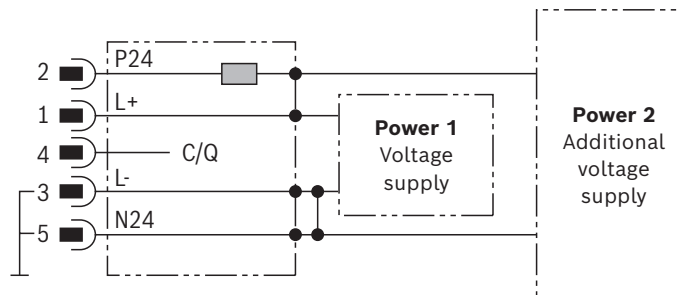 2 P24
1 L+
4 C/Q
3 L-
5 N24
Power 1
Voltage
supply
Power 2
Additional
voltage
supply